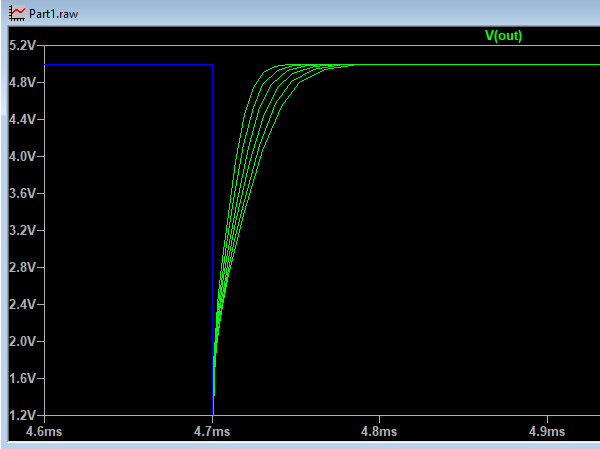 Part1.raw
V(out)
5.2V
4.8V
4.4V
4.0V
3.6V
3.2V
2.8V
2.4V
2.0V
1.6V
1.2V
4.6ms 4.7ms 4.8ms 4.9ms